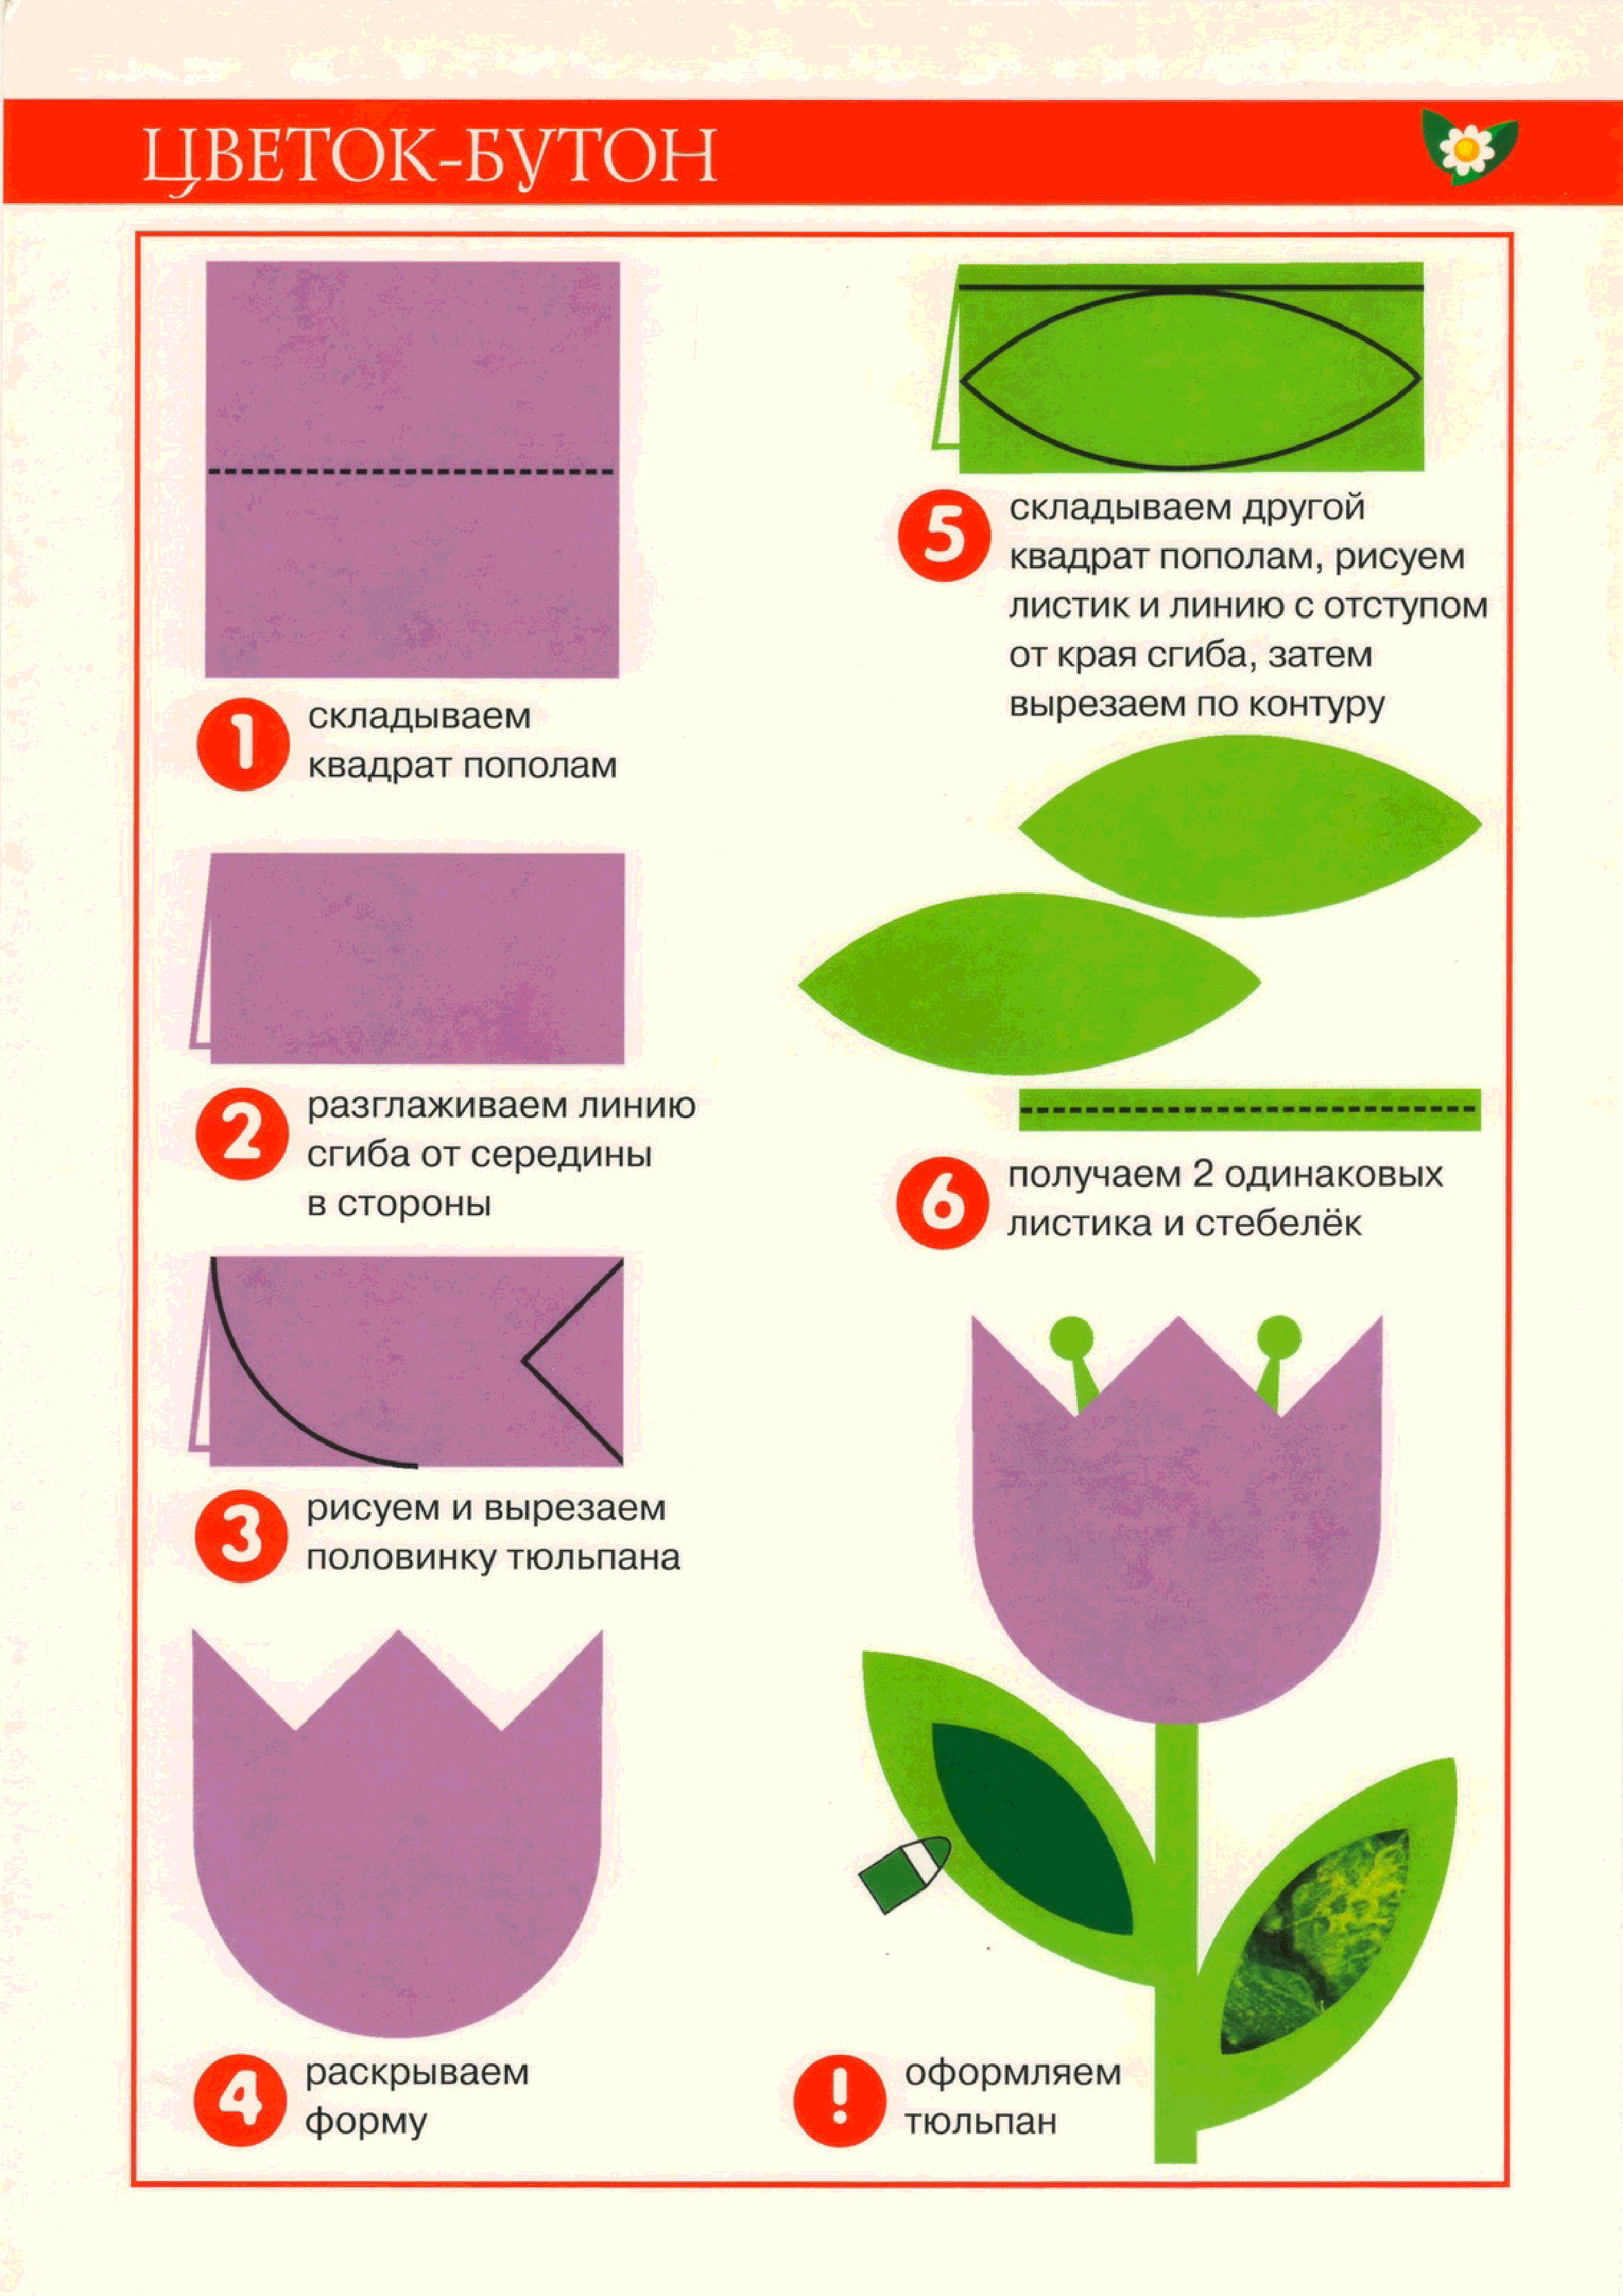 ЦВЕТОК-БУТОН
1
складываем
квадрат пополам
2
разглаживаем линию
сгиба от середины
в стороны
3
рисуем и вырезаем
половинку тюльпана
4
раскрываем
форму
5
складываем другой
квадрат пополам, рисуем
листик и линию с отступом
от края сгиба, затем
вырезаем по контуру
6
получаем 2 одинаковых
листика и стебелёк
!
оформляем
тюльпан